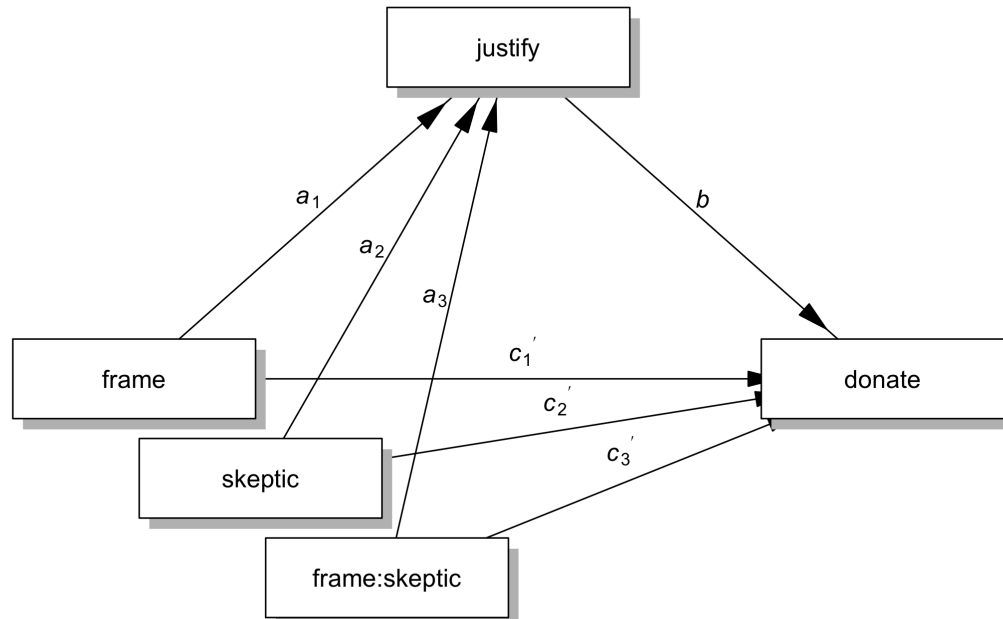 justify
a₁
b
a₂
a₃
frame
c₁′
donate
c₂′
skeptic
c₃′
frame:skeptic